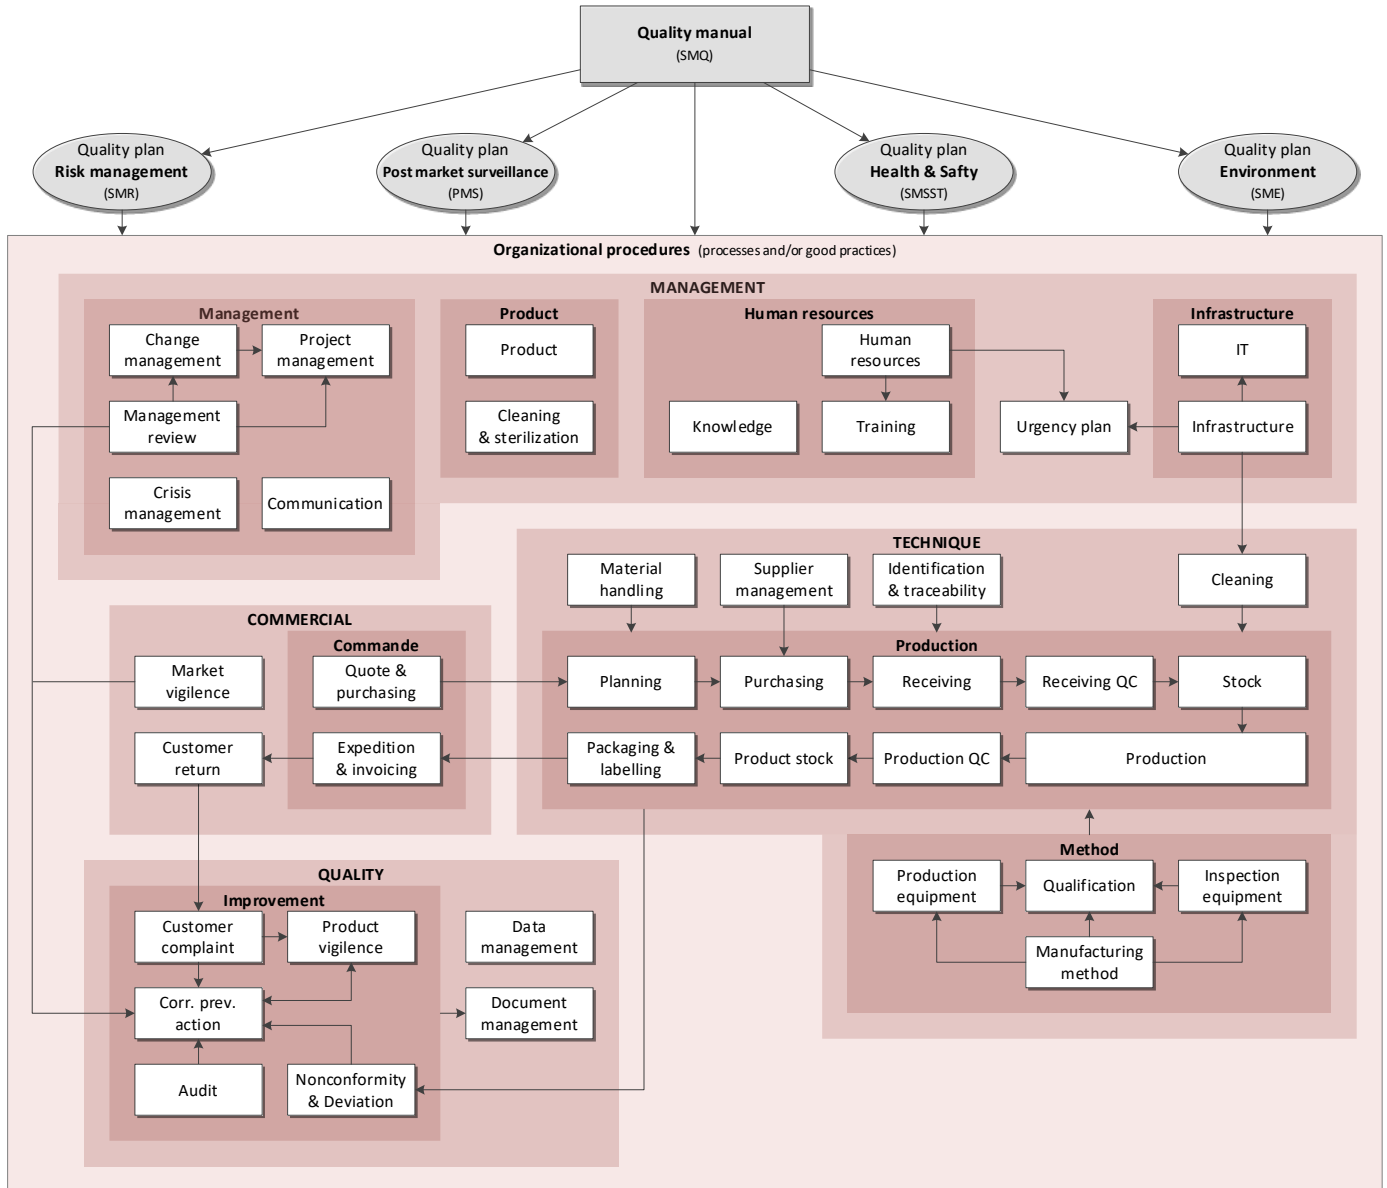 Quality manual
(SMQ)
Quality plan
Risk management
(SMR)
Quality plan
Post market surveillance
(PMS)
Quality plan
Health & Safty
(SMSST)
Quality plan
Environment
(SME)
Organizational procedures (processes and/or good practices)
MANAGEMENT
Management
Change
management
Project
management
Management
review
Crisis
management
Communication
Product
Product
Cleaning
& sterilization
Human resources
Human
resources
Knowledge
Training
Urgency plan
Infrastructure
IT
Infrastructure
TECHNIQUE
Material
handling
Supplier
management
Identification
& traceability
Cleaning
Production
Planning
Purchasing
Receiving
Receiving QC
Stock
Packaging &
labelling
Product stock
Production QC
Production
COMMERCIAL
Market
vigilence
Customer
return
Commande
Quote &
purchasing
Expedition
& invoicing
Method
Production
equipment
Qualification
Inspection
equipment
Manufacturing
method
QUALITY
Improvement
Customer
complaint
Product
vigilence
Corr. prev.
action
Audit
Nonconformity
& Deviation
Data
management
Document
management